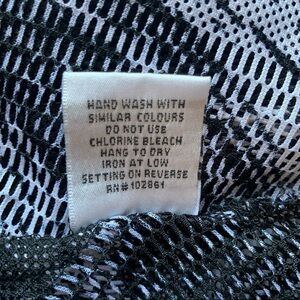 HAND WASH WITH
SIMILAR COLOURS
DO NOT USE
CHLORINE BLEACH
HANG TO DRY
IRON AT LOW
SETTING ON REVERSE
RN#102861